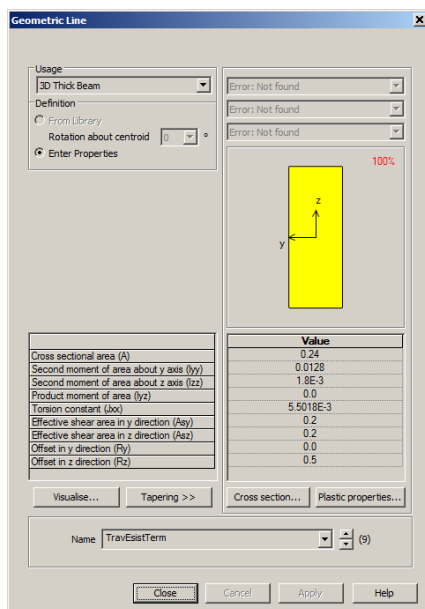 Geometric Line
Usage
3D Thick Beam
Definition
From Library
Rotation about centroid 0 °
Enter Properties
Error: Not found
Error: Not found
Error: Not found
100%
z
y
Value
Cross sectional area (A) 0.24
Second moment of area about y axis (Iyy) 0.0128
Second moment of area about z axis (Izz) 1.8E-3
Product moment of area (Iyz) 0.0
Torsion constant (Jxx) 5.5018E-3
Effective shear area in y direction (Asy) 0.2
Effective shear area in z direction (Asz) 0.2
Offset in y direction (Ry) 0.0
Offset in z direction (Rz) 0.5
Visualise... Tapering >> Cross section... Plastic properties...
Name TravEsistTerm (9)
Close Cancel Apply Help